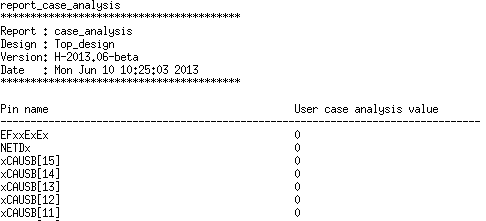 report_case_analysis
****************************************
Report : case_analysis
Design : Top_design
Version: H-2013.06-beta
Date   : Mon Jun 10 10:25:03 2013
****************************************
Pin name                                 User case analysis value
--------------------------------------------------------------------------------
EFxxExEx                                 0
NETDx                                    0
xCAUSB[15]                               0
xCAUSB[14]                               0
xCAUSB[13]                               0
xCAUSB[12]                               0
xCAUSB[11]                               0